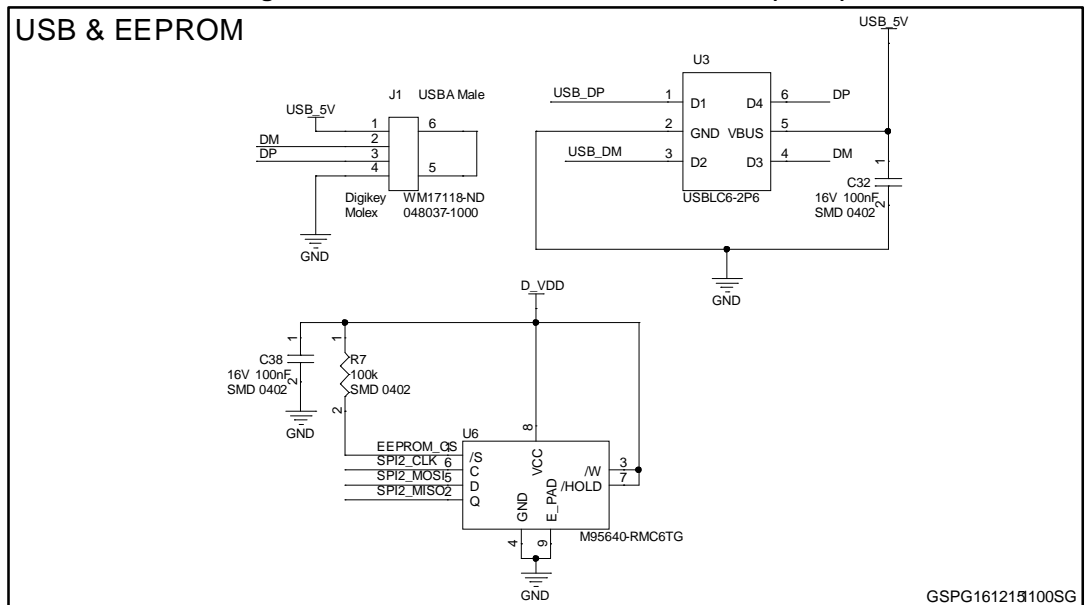 USB & EEPROM
USB_5V
U3
USB_DP 1 D1 D4 6 DP
2 GND VBUS 5
USB_DM 3 D2 D3 4 DM
USBLC6-2P6
1
C32
16V 100nF
SMD 0402
2
GND
J1 USBA Male
USB_5V
1 6
DM 2
DP 3
4 5
Digikey WM17118-ND
Molex 048037-1000
GND
D_VDD
1
C38
16V 100nF
SMD 0402
2
GND
1
R7
100k
SMD 0402
2
U6
8
EEPROM_CS 1 /S
SPI2_CLK 6 C
SPI2_MOSI 5 D
SPI2_MISO 2 Q
VCC
/W 3
/HOLD 7
GND
E_PAD
4 9
M95640-RMC6TG
GND